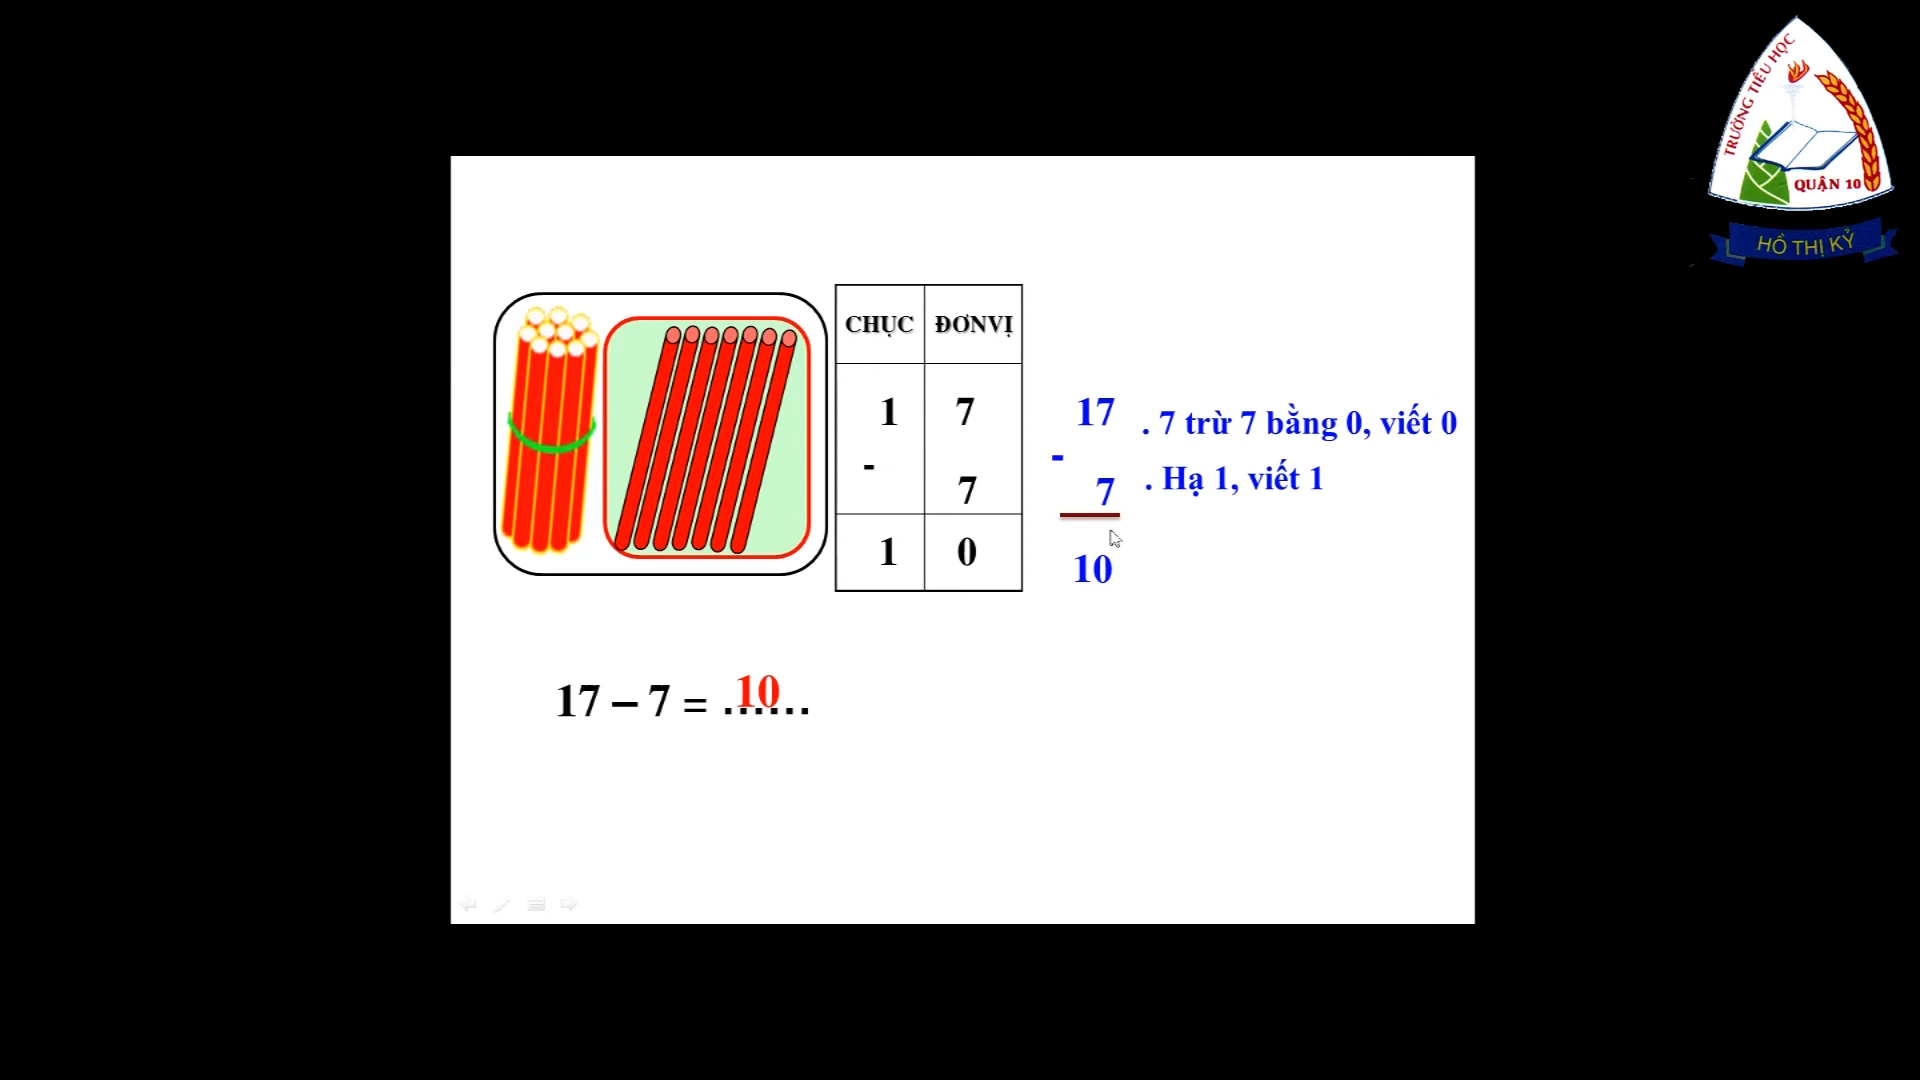 TRƯỜNG TIỂU HỌC
QUẬN 10
HỒ THỊ KỶ
CHỤC ĐƠNVỊ
1 7
-
7
1 0
17
-
7
10
. 7 trừ 7 bằng 0, viết 0
. Hạ 1, viết 1
17 – 7 = ......
10